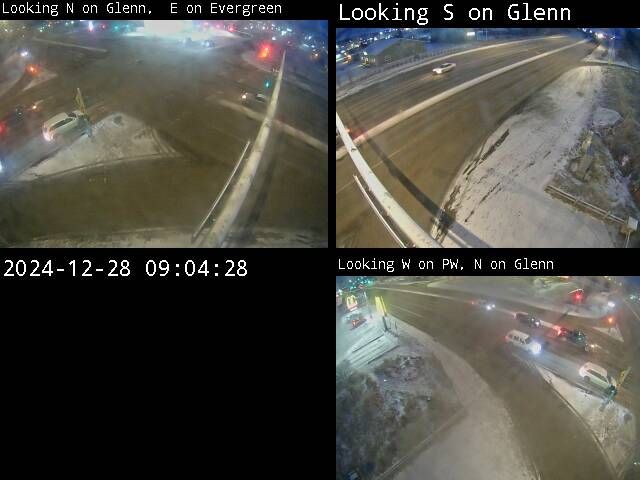 Looking N on Glenn, E on Evergreen
Looking S on Glenn
2024-12-28 09:04:28
Looking W on PW, N on Glenn